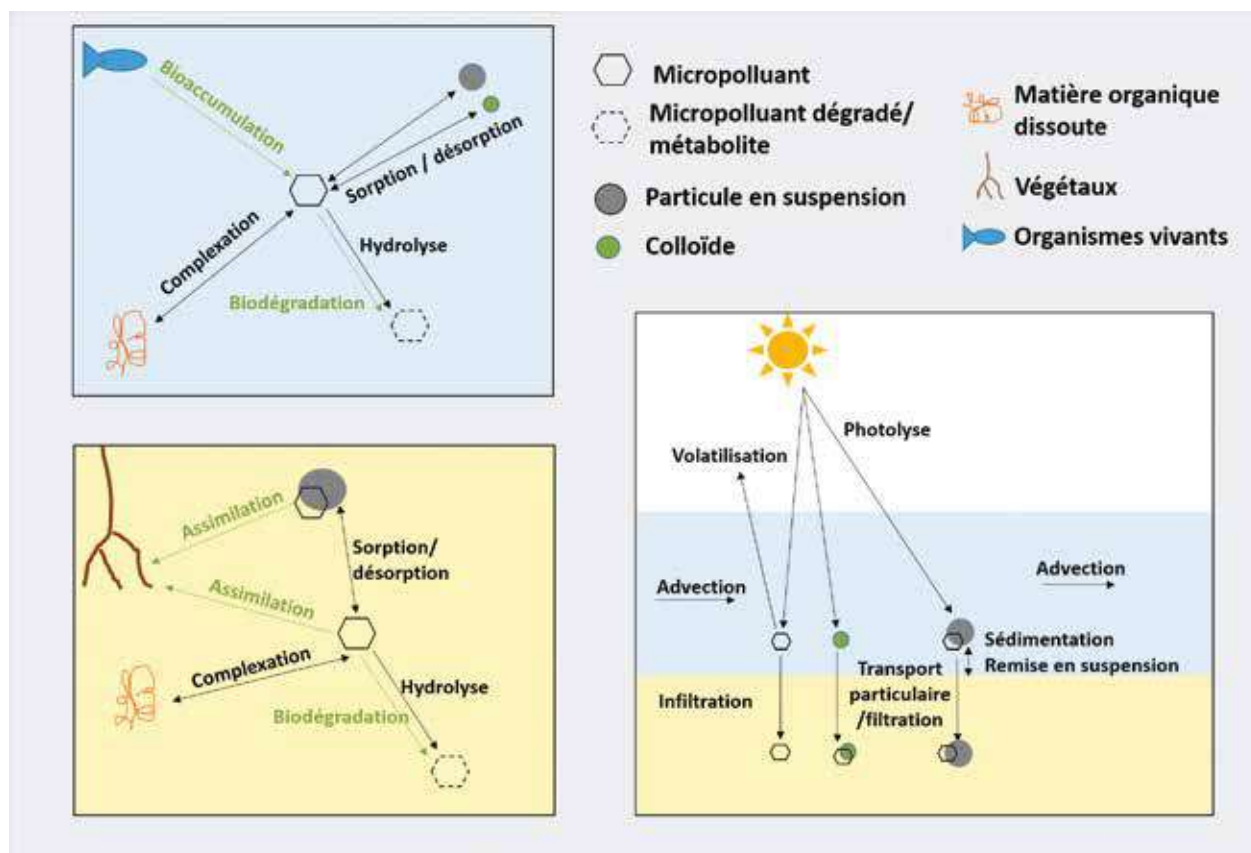 Bioaccumulation
Sorption / désorption
Complexation
Hydrolyse
Biodégradation
Micropolluant
Micropolluant dégradé/
métabolite
Particule en suspension
Colloïde
Matière organique
dissoute
Végétaux
Organismes vivants
Assimilation
Sorption/
désorption
Assimilation
Complexation
Hydrolyse
Biodégradation
Photolyse
Volatilisation
Advection
Advection
Sédimentation
Remise en suspension
Infiltration
Transport
particulaire
/filtration